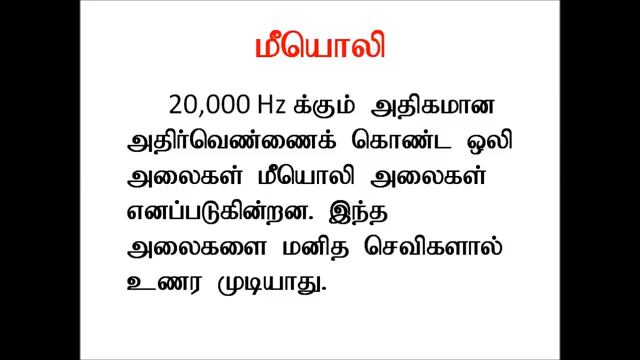 மீயொலி
20,000 Hz க்கும் அதிகமான
அதிர்வெண்ணைக் கொண்ட ஒலி
அலைகள் மீயொலி அலைகள்
எனப்படுகின்றன. இந்த
அலைகளை மனித செவிகளால்
உணர முடியாது.